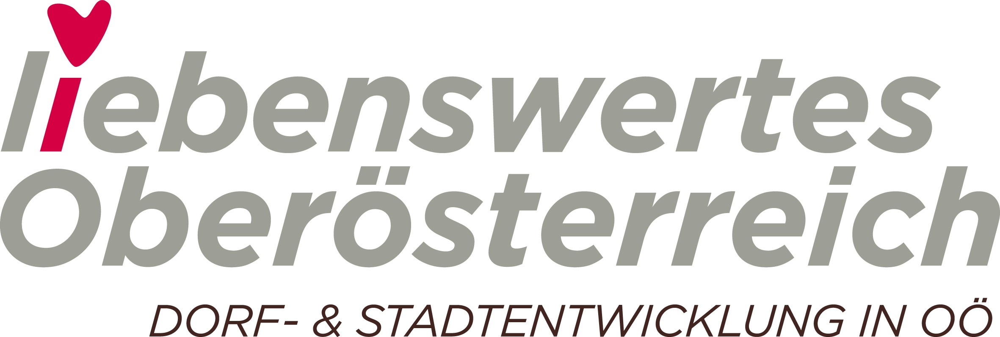 liebenswertes
Oberösterreich
DORF- & STADTENTWICKLUNG IN OÖ